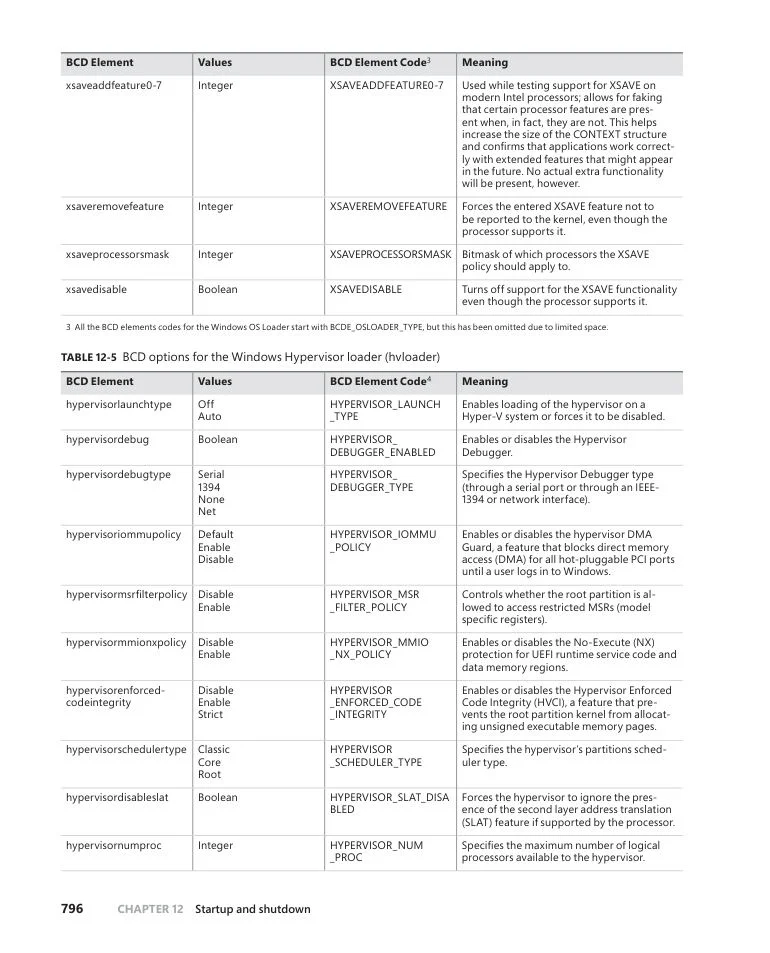 BCD Element Values BCD Element Code3 Meaning
xsaveaddfeature0-7 Integer XSAVEADDFEATURE0-7 Used while testing support for XSAVE on
modern Intel processors; allows for faking
that certain processor features are pres-
ent when, in fact, they are not. This helps
increase the size of the CONTEXT structure
and confirms that applications work correct-
ly with extended features that might appear
in the future. No actual extra functionality
will be present, however.
xsaveremovefeature Integer XSAVEREMOVEFEATURE Forces the entered XSAVE feature not to
be reported to the kernel, even though the
processor supports it.
xsaveprocessorsmask Integer XSAVEPROCESSORSMASK Bitmask of which processors the XSAVE
policy should apply to.
xsavedisable Boolean XSAVEDISABLE Turns off support for the XSAVE functionality
even though the processor supports it.
3 All the BCD elements codes for the Windows OS Loader start with BCDE_OSLOADER_TYPE, but this has been omitted due to limited space.
TABLE 12-5 BCD options for the Windows Hypervisor loader (hvloader)
BCD Element Values BCD Element Code4 Meaning
hypervisorlaunchtype Off HYPERVISOR_LAUNCH Enables loading of the hypervisor on a
Auto _TYPE Hyper-V system or forces it to be disabled.
hypervisordebug Boolean HYPERVISOR_ Enables or disables the Hypervisor
DEBUGGER_ENABLED Debugger.
hypervisordebugtype Serial HYPERVISOR_ Specifies the Hypervisor Debugger type
1394 DEBUGGER_TYPE (through a serial port or through an IEEE-
None 1394 or network interface).
Net
hypervisoriommupolicy Default HYPERVISOR_IOMMU Enables or disables the hypervisor DMA
Enable _POLICY Guard, a feature that blocks direct memory
Disable access (DMA) for all hot-pluggable PCI ports
until a user logs in to Windows.
hypervisormsrfilterpolicy Disable HYPERVISOR_MSR Controls whether the root partition is al-
Enable _FILTER_POLICY lowed to access restricted MSRs (model
specific registers).
hypervisormmionxpolicy Disable HYPERVISOR_MMIO Enables or disables the No-Execute (NX)
Enable _NX_POLICY protection for UEFI runtime service code and
data memory regions.
hypervisorenforced- Disable HYPERVISOR Enables or disables the Hypervisor Enforced
codeintegrity Enable _ENFORCED_CODE Code Integrity (HVCI), a feature that pre-
Strict _INTEGRITY vents the root partition kernel from allocat-
ing unsigned executable memory pages.
hypervisorschedulertype Classic HYPERVISOR Specifies the hypervisor's partitions sched-
Core _SCHEDULER_TYPE uler type.
Root
hypervisordisableslat Boolean HYPERVISOR_SLAT_DISA Forces the hypervisor to ignore the pres-
BLED ence of the second layer address translation
(SLAT) feature if supported by the processor.
hypervisornumproc Integer HYPERVISOR_NUM Specifies the maximum number of logical
_PROC processors available to the hypervisor.
796 CHAPTER 12 Startup and shutdown